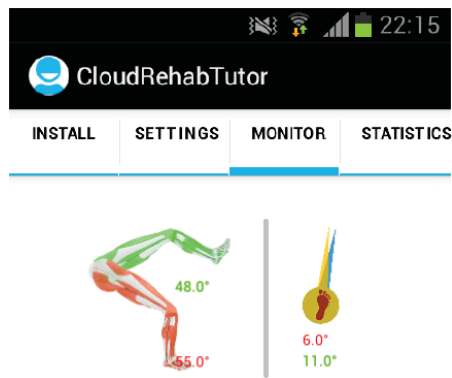 22:15
CloudRehabTutor
INSTALL SETTINGS MONITOR STATISTICS
48.0°
55.0°
6.0°
11.0°